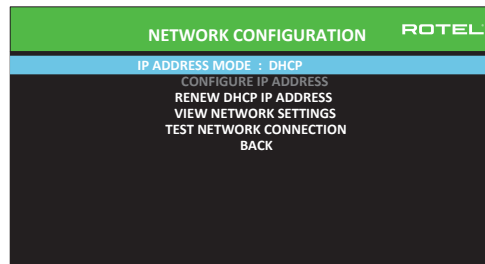 NETWORK CONFIGURATION ROTEL
IP ADDRESS MODE : DHCP
CONFIGURE IP ADDRESS
RENEW DHCP IP ADDRESS
VIEW NETWORK SETTINGS
TEST NETWORK CONNECTION
BACK